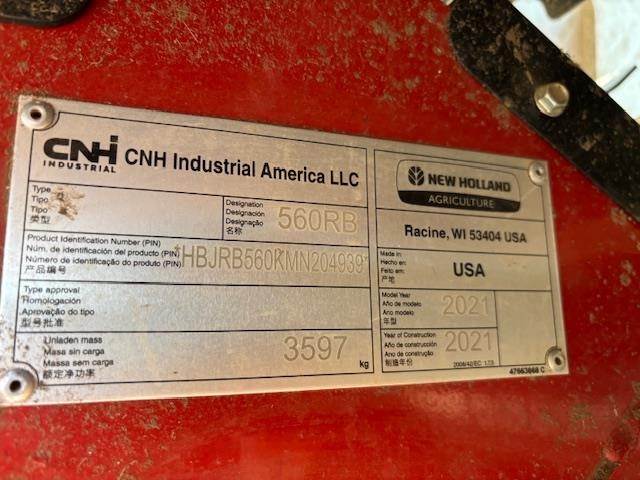 CNH INDUSTRIAL CNH Industrial America LLC
Type
Tipo
Tipo
类型
Designation
Designación
Designação
名称
560RB
Product Identification Number (PIN)
Núm. de identificación del producto (PIN)
Número de identificação do produto (PIN)
产品编号
*HBJRB560KMN204939*
Type approval
Homologación
Aprovação do tipo
型号批准
Unladen mass
Masa sin carga
Massa sem carga
额定净功率
3597
kg
NEW HOLLAND
AGRICULTURE
Racine, WI 53404 USA
Made in
Hecho en
Feito em
产地
USA
Model Year
Año de modelo
Ano modelo
年型
2021
Year of Construction
Año de construcción
Ano de construção
制造年份
2021
2006/42/EC 1.7.3
47663868 C